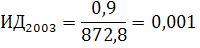 ИД₂₀₀₃ = 0,9 / 872,8 = 0,001